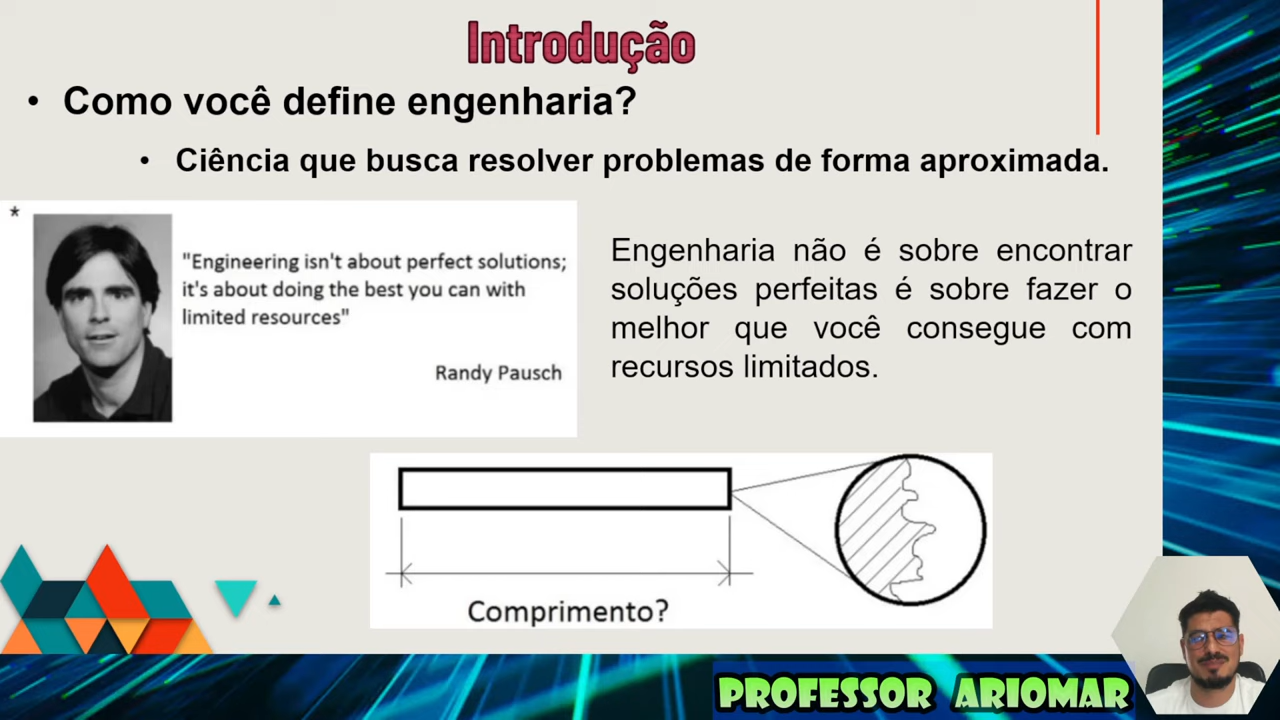 Introdução
• Como você define engenharia?
• Ciência que busca resolver problemas de forma aproximada.
*
"Engineering isn't about perfect solutions;
it's about doing the best you can with
limited resources"
Randy Pausch
Engenharia não é sobre encontrar
soluções perfeitas é sobre fazer o
melhor que você consegue com
recursos limitados.
Comprimento?
PROFESSOR ARIOMAR